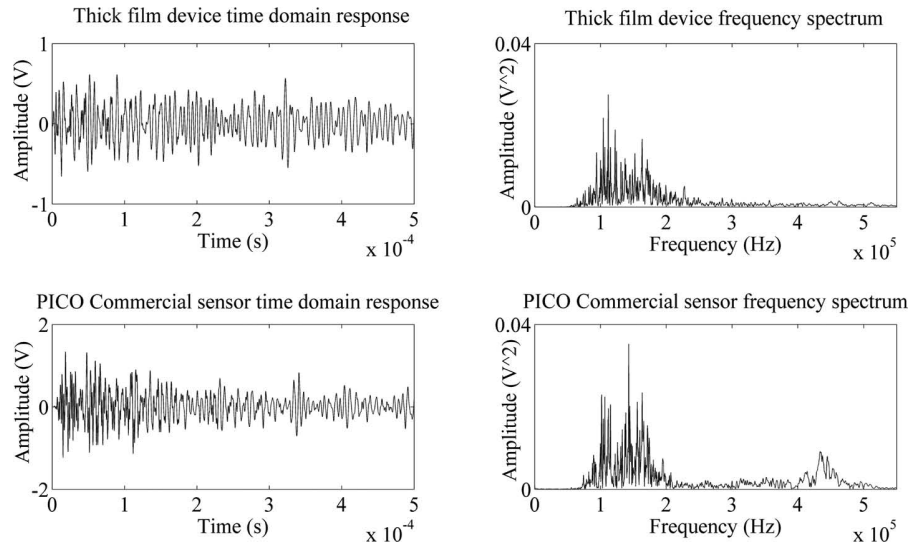 Thick film device time domain response
1
0
-1
Amplitude (V)
0 1 2 3 4 5
Time (s)
x 10^-4
Thick film device frequency spectrum
0.04
0
Amplitude (V^2)
0 1 2 3 4 5
Frequency (Hz)
x 10^5
PICO Commercial sensor time domain response
2
0
-2
Amplitude (V)
0 1 2 3 4 5
Time (s)
x 10^-4
PICO Commercial sensor frequency spectrum
0.04
0
Amplitude (V^2)
0 1 2 3 4 5
Frequency (Hz)
x 10^5